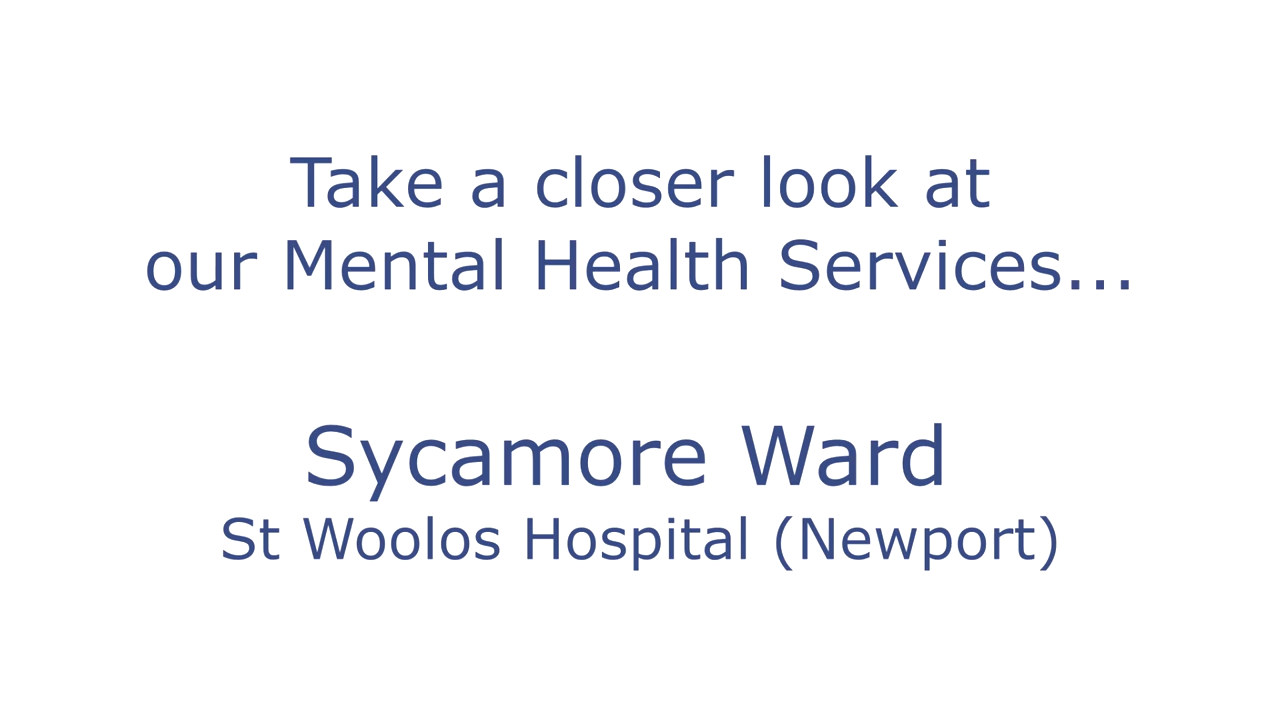 Take a closer look at
our Mental Health Services...
Sycamore Ward
St Woolos Hospital (Newport)